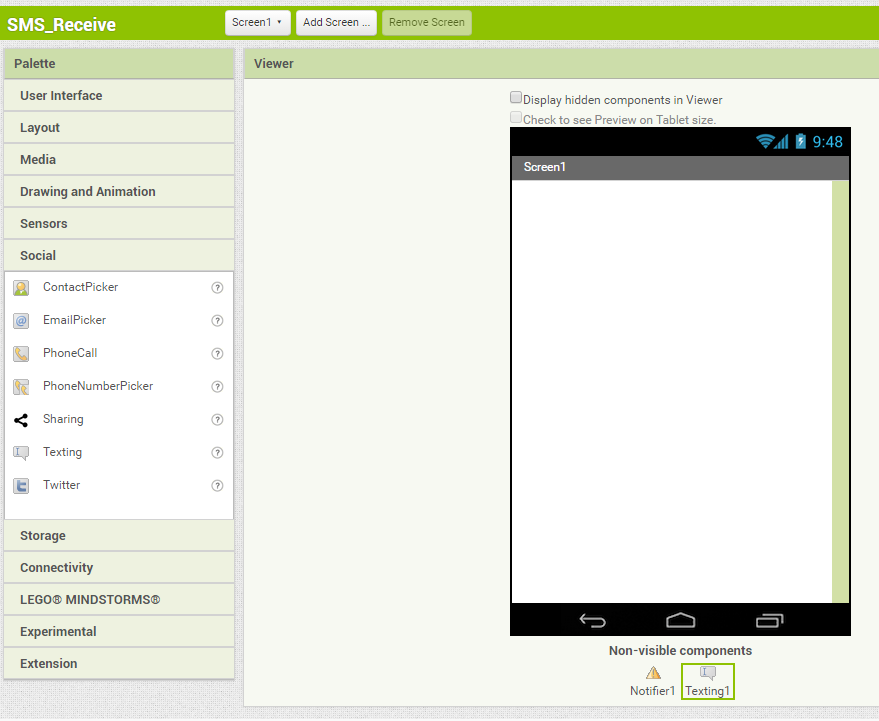 SMS_Receive
Screen1
Add Screen ...
Remove Screen
Palette
User Interface
Layout
Media
Drawing and Animation
Sensors
Social
ContactPicker
EmailPicker
PhoneCall
PhoneNumberPicker
Sharing
Texting
Twitter
Storage
Connectivity
LEGO® MINDSTORMS®
Experimental
Extension
Viewer
Display hidden components in Viewer
Check to see Preview on Tablet size.
9:48
Screen1
Non-visible components
Notifier1
Texting1